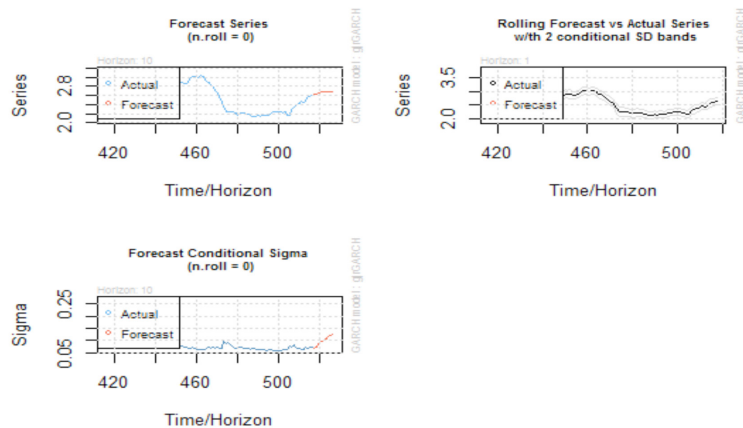 Forecast Series
(n.roll = 0)
Horizon: 10
Series
2.0 2.8
Actual
Forecast
GARCH model : gjrGARCH
420 460 500
Time/Horizon
Rolling Forecast vs Actual Series
w/th 2 conditional SD bands
Horizon: 1
Series
2.0 3.5
Actual
Forecast
GARCH model : gjrGARCH
420 460 500
Time/Horizon
Forecast Conditional Sigma
(n.roll = 0)
Horizon: 10
Sigma
0.05 0.25
Actual
Forecast
GARCH model : gjrGARCH
420 460 500
Time/Horizon